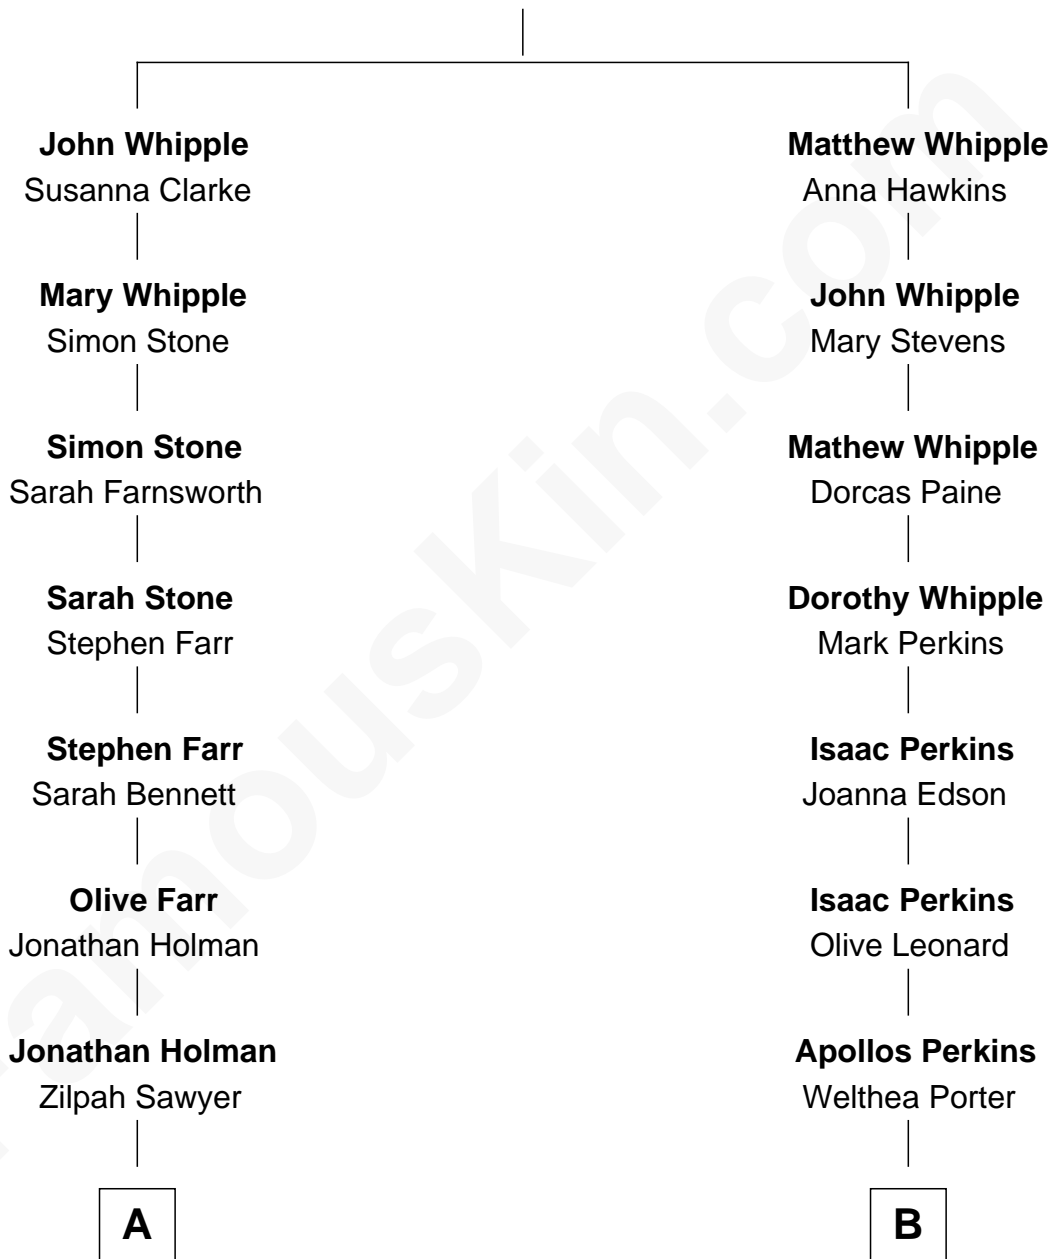 John Whipple
Susanna Clarke
Mary Whipple
Simon Stone
Simon Stone
Sarah Farnsworth
Sarah Stone
Stephen Farr
Stephen Farr
Sarah Bennett
Olive Farr
Jonathan Holman
Jonathan Holman
Zilpah Sawyer
A
Matthew Whipple
Anna Hawkins
John Whipple
Mary Stevens
Mathew Whipple
Dorcas Paine
Dorothy Whipple
Mark Perkins
Isaac Perkins
Joanna Edson
Isaac Perkins
Olive Leonard
Apollos Perkins
Welthea Porter
B
FamousKin.com